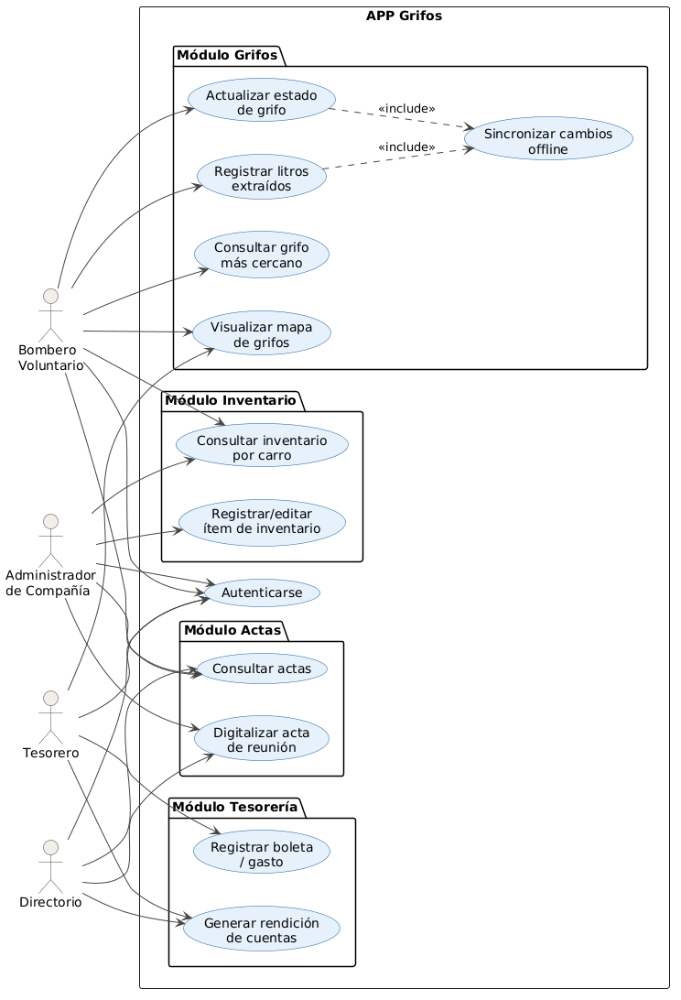 APP Grifos
Módulo Grifos
Actualizar estado
de grifo
«include»
Sincronizar cambios
offline
Registrar litros
extraídos
«include»
Consultar grifo
más cercano
Visualizar mapa
de grifos
Bombero
Voluntario
Módulo Inventario
Consultar inventario
por carro
Registrar/editar
ítem de inventario
Administrador
de Compañía
Autenticarse
Módulo Actas
Consultar actas
Digitalizar acta
de reunión
Tesorero
Módulo Tesorería
Registrar boleta
/ gasto
Generar rendición
de cuentas
Directorio